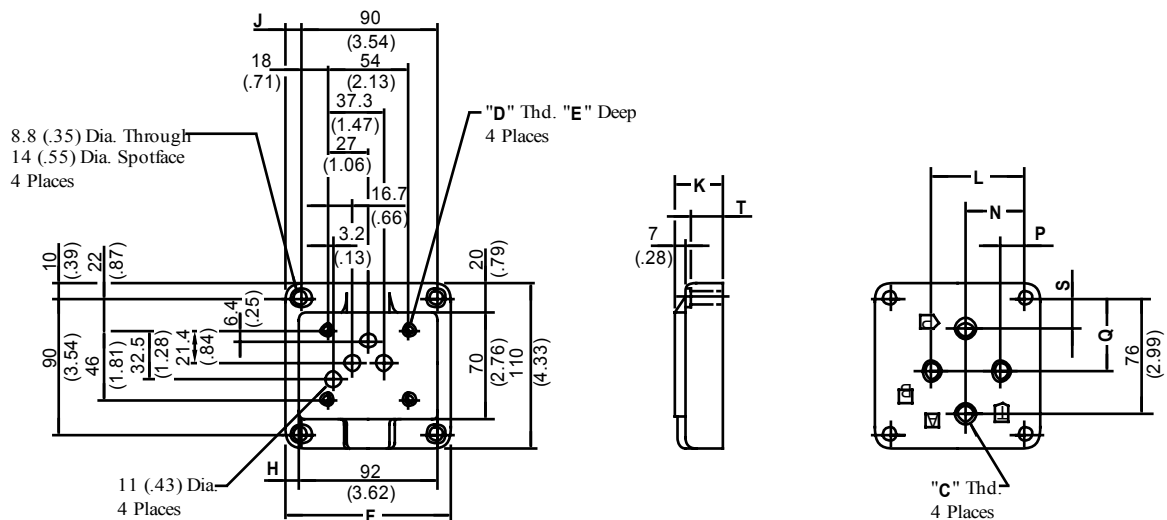 J
90
(3.54)
18
(.71)
54
(2.13)
37.3
(1.47)
27
(1.06)
16.7
(.66)
3.2
(.13)
8.8 (.35) Dia. Through
14 (.55) Dia. Spotface
4 Places
"D" Thd. "E" Deep
4 Places
10
(.39)
22
(.87)
6.4
(.25)
20
(.79)
90
(3.54)
46
(1.81)
32.5
(1.28)
21.4
(.84)
70
(2.76)
110
(4.33)
11 (.43) Dia.
4 Places
H
92
(3.62)
F
K
T
7
(.28)
L
N
P
S
Q
76
(2.99)
P
A
"C" Thd.
4 Places